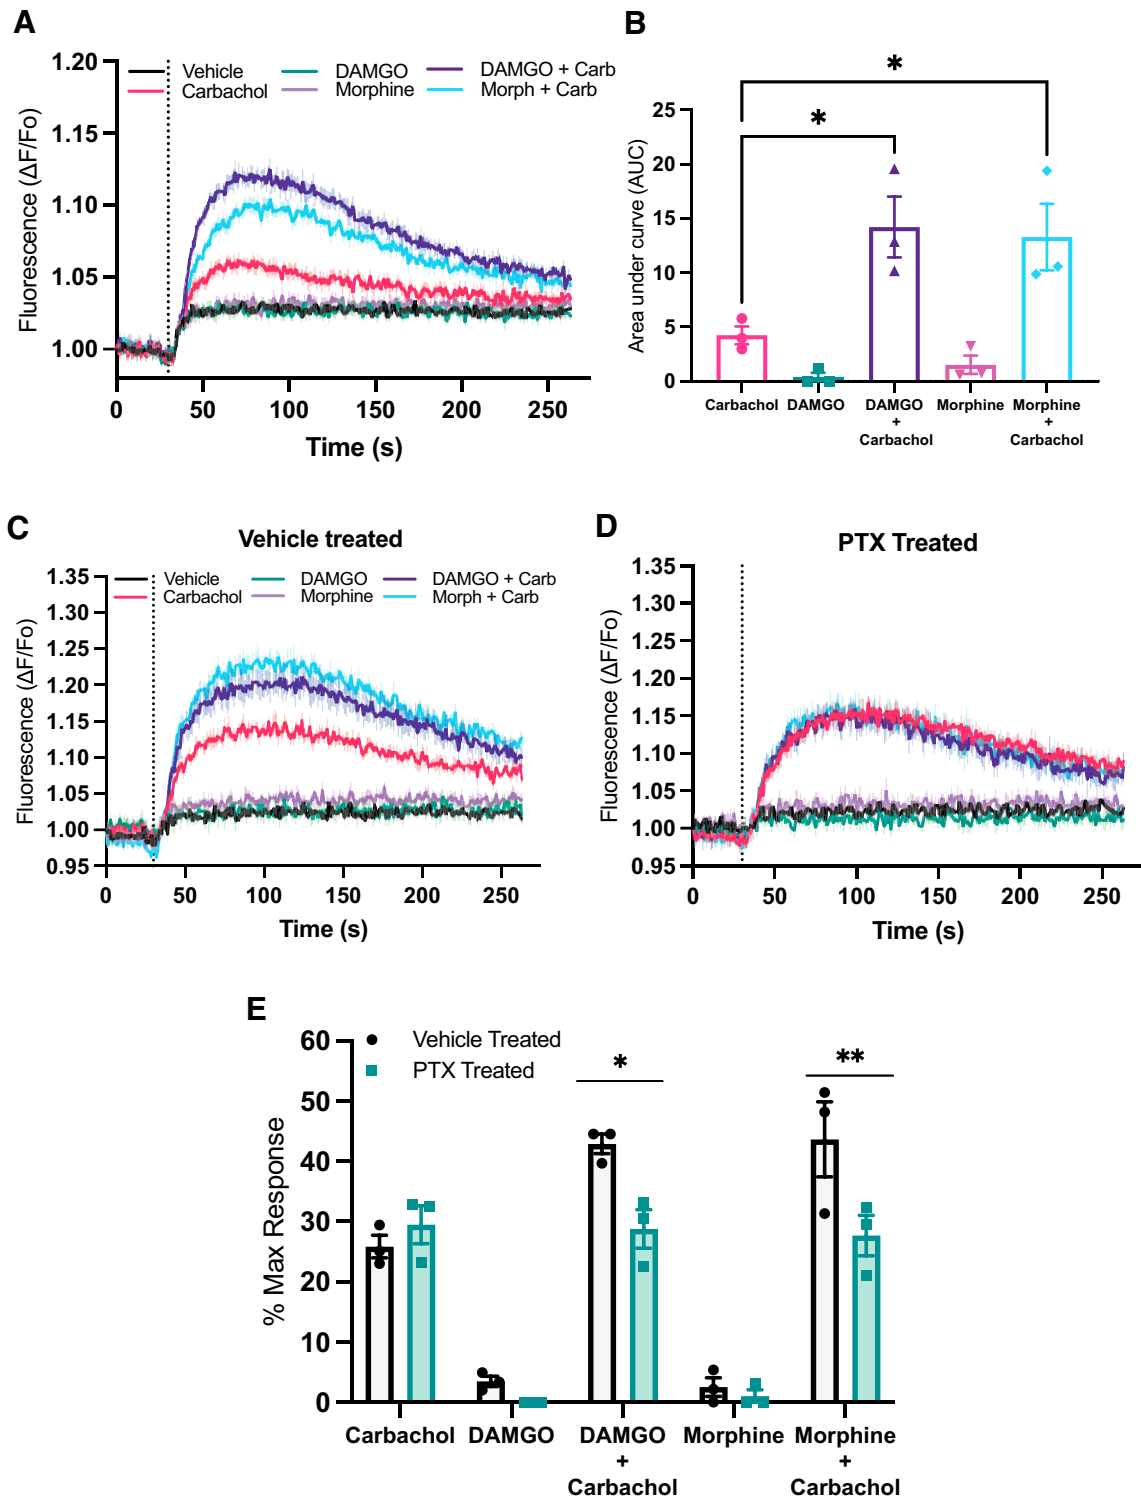 A
1.20
1.15
1.10
1.05
1.00
Fluorescence (ΔF/Fo)
Vehicle
DAMGO
DAMGO + Carb
Carbachol
Morphine
Morph + Carb
0 50 100 150 200 250
Time (s)
B
*
*
25
20
15
10
5
0
Area under curve (AUC)
Carbachol DAMGO DAMGO Morphine Morphine
+ +
Carbachol Carbachol
C
Vehicle treated
1.35
1.30
1.25
1.20
1.15
1.10
1.05
1.00
0.95
Fluorescence (ΔF/Fo)
Vehicle
DAMGO
DAMGO + Carb
Carbachol
Morphine
Morph + Carb
0 50 100 150 200 250
Time (s)
D
PTX Treated
1.35
1.30
1.25
1.20
1.15
1.10
1.05
1.00
0.95
Fluorescence (ΔF/Fo)
0 50 100 150 200 250
Time (s)
E
60
50
40
30
20
10
0
% Max Response
Vehicle Treated
PTX Treated
*
**
Carbachol DAMGO DAMGO Morphine Morphine
+ +
Carbachol Carbachol